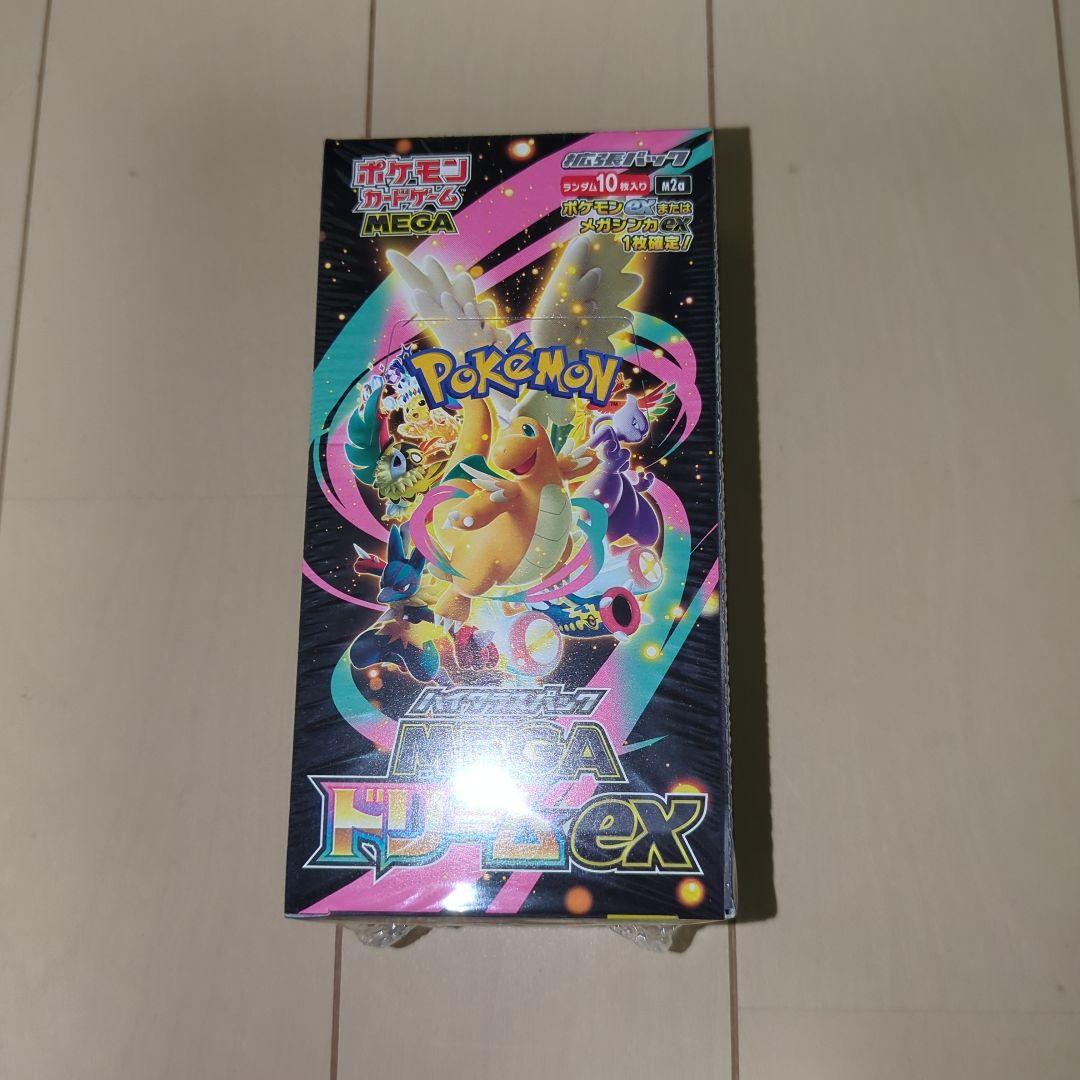 ポケモン
カードゲーム
MEGA
拡張パック
ランダム10枚入り M2a
ポケモンexまたは
メガシンカex
1枚確定!
POKéMON
TM
ハイクラスパック
MEGA
ドリームex